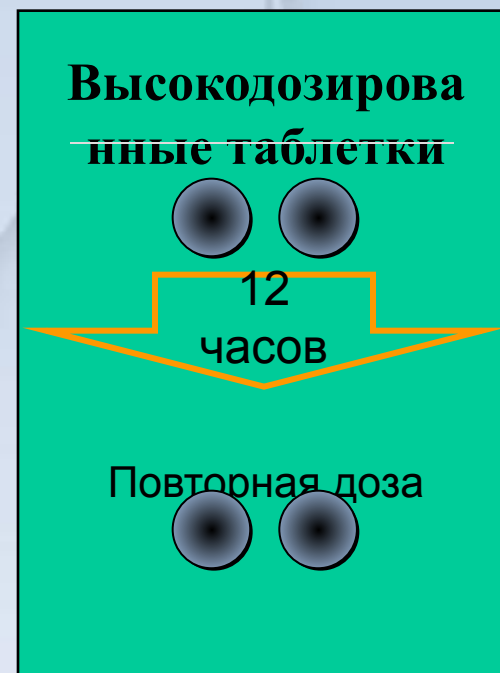 Высокодозирова
нные таблетки
12
часов
Повторная доза